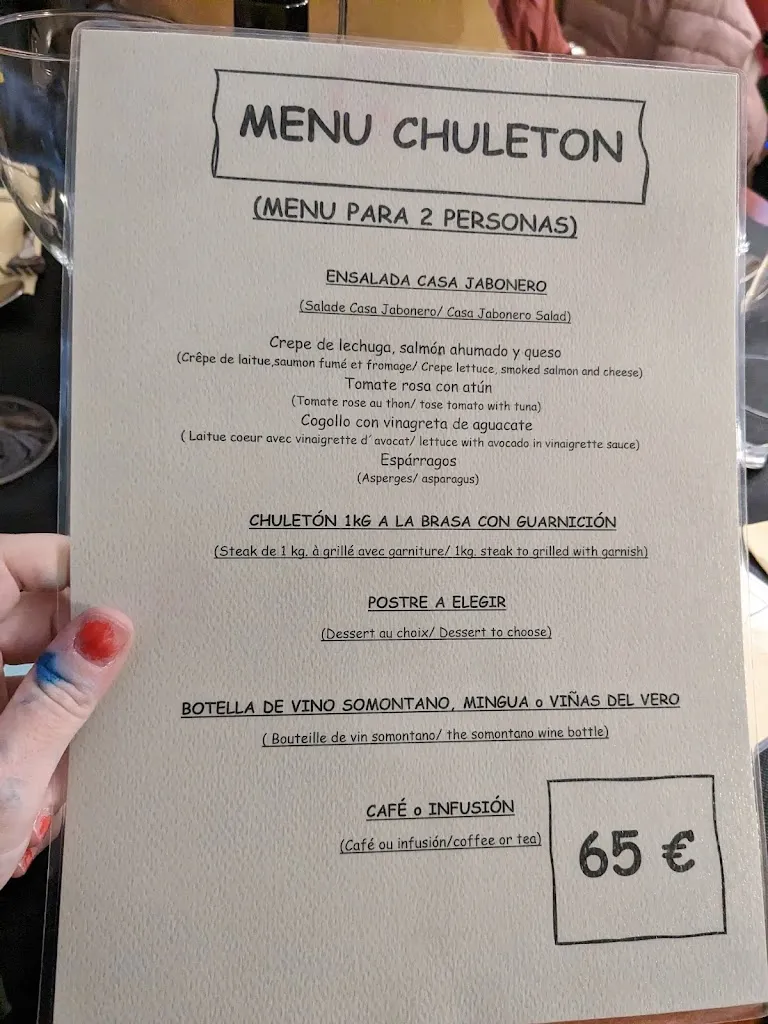 MENU CHULETON
(MENU PARA 2 PERSONAS)
ENSALADA CASA JABONERO
(Salade Casa Jabonero/ Casa Jabonero Salad)
Crepe de lechuga, salmón ahumado y queso
(Crêpe de laitue,saumon fumé et fromage/ Crepe lettuce, smoked salmon and cheese)
Tomate rosa con atún
(Tomate rose au thon/ tose tomato with tuna)
Cogollo con vinagreta de aguacate
( Laitue coeur avec vinaigrette d´avocat/ lettuce with avocado in vinaigrette sauce)
Espárragos
(Asperges/ asparagus)
CHULETÓN 1kG A LA BRASA CON GUARNICIÓN
(Steak de 1 kg. à grillé avec garniture/ 1kg. steak to grilled with garnish)
POSTRE A ELEGIR
(Dessert au choix/ Dessert to choose)
BOTELLA DE VINO SOMONTANO, MINGUA o VIÑAS DEL VERO
( Bouteille de vin somontano/ the somontano wine bottle)
CAFÉ o INFUSIÓN
(Café ou infusión/coffee or tea)
65 €